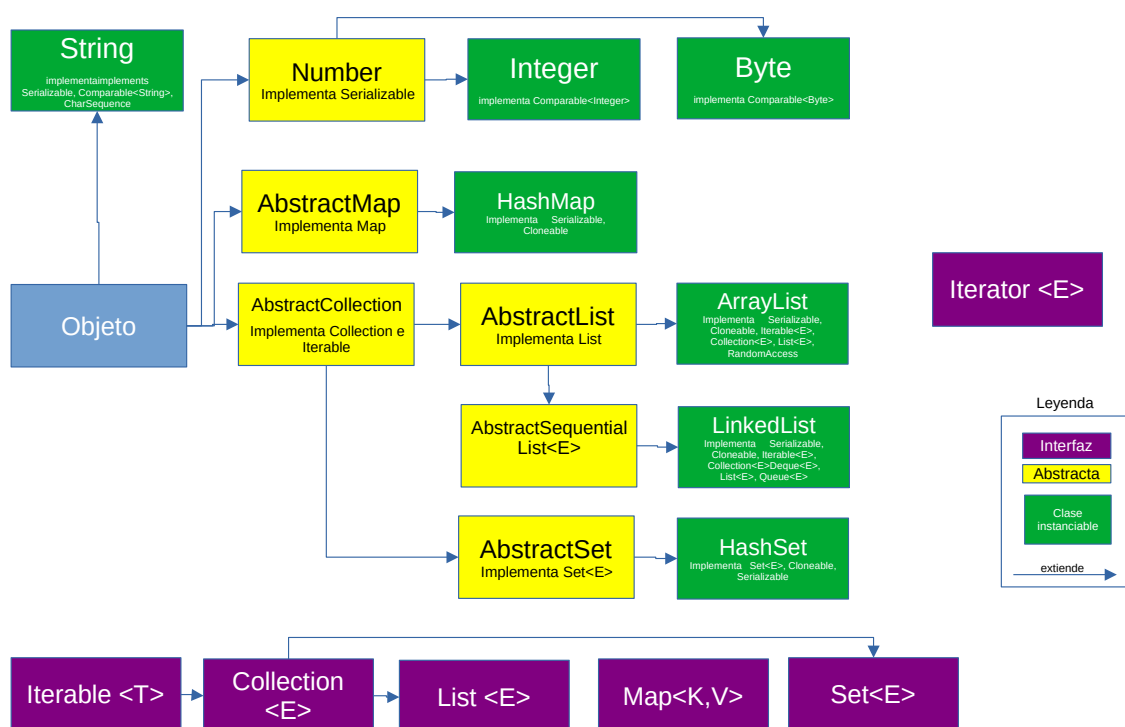 String
implementaimplements
Serializable, Comparable<String>,
CharSequence
Number
Implementa Serializable
Integer
implementa Comparable<Integer>
Byte
implementa Comparable<Byte>
AbstractMap
Implementa Map
HashMap
Implementa Serializable,
Cloneable
Iterator <E>
Objeto
AbstractCollection
Implementa Collection e
Iterable
AbstractList
Implementa List
ArrayList
Implementa Serializable,
Cloneable, Iterable<E>,
Collection<E>, List<E>,
RandomAccess
AbstractSequential
List<E>
LinkedList
Implementa Serializable,
Cloneable, Iterable<E>,
Collection<E>Deque<E>,
List<E>, Queue<E>
AbstractSet
Implementa Set<E>
HashSet
Implementa Set<E>, Cloneable,
Serializable
Leyenda
Interfaz
Abstracta
Clase
instanciable
extiende
Iterable <T>
Collection
<E>
List <E>
Map<K,V>
Set<E>